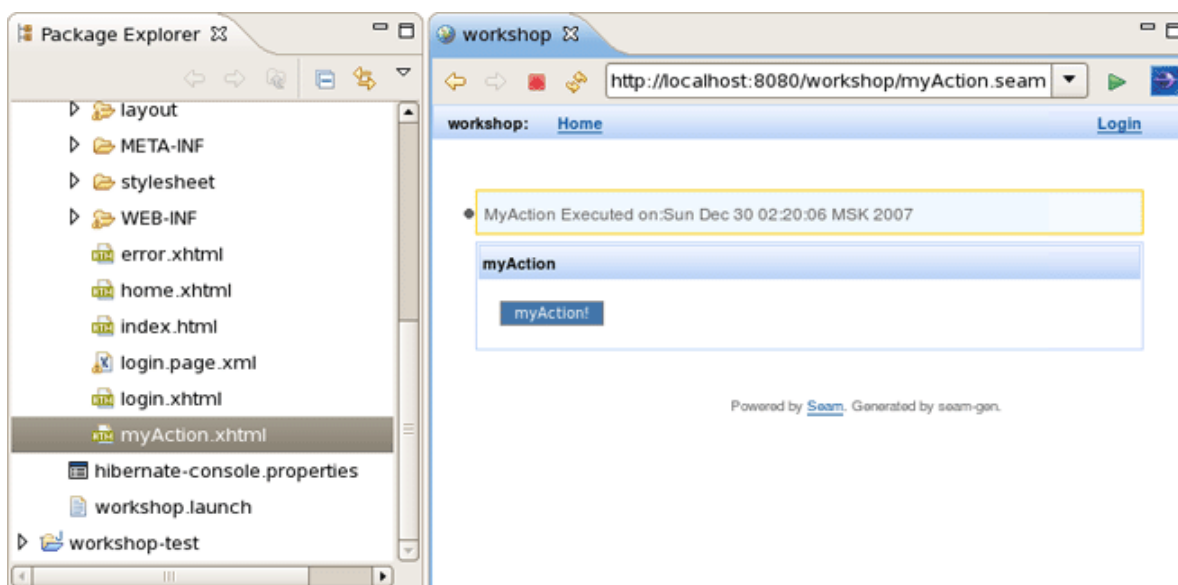 Package Explorer
layout
META-INF
stylesheet
WEB-INF
error.xhtml
home.xhtml
index.html
login.page.xml
login.xhtml
myAction.xhtml
hibernate-console.properties
workshop.launch
workshop-test
workshop
http://localhost:8080/workshop/myAction.seam
workshop: Home Login
MyAction Executed on:Sun Dec 30 02:20:06 MSK 2007
myAction
myAction!
Powered by Seam. Generated by seam-gen.